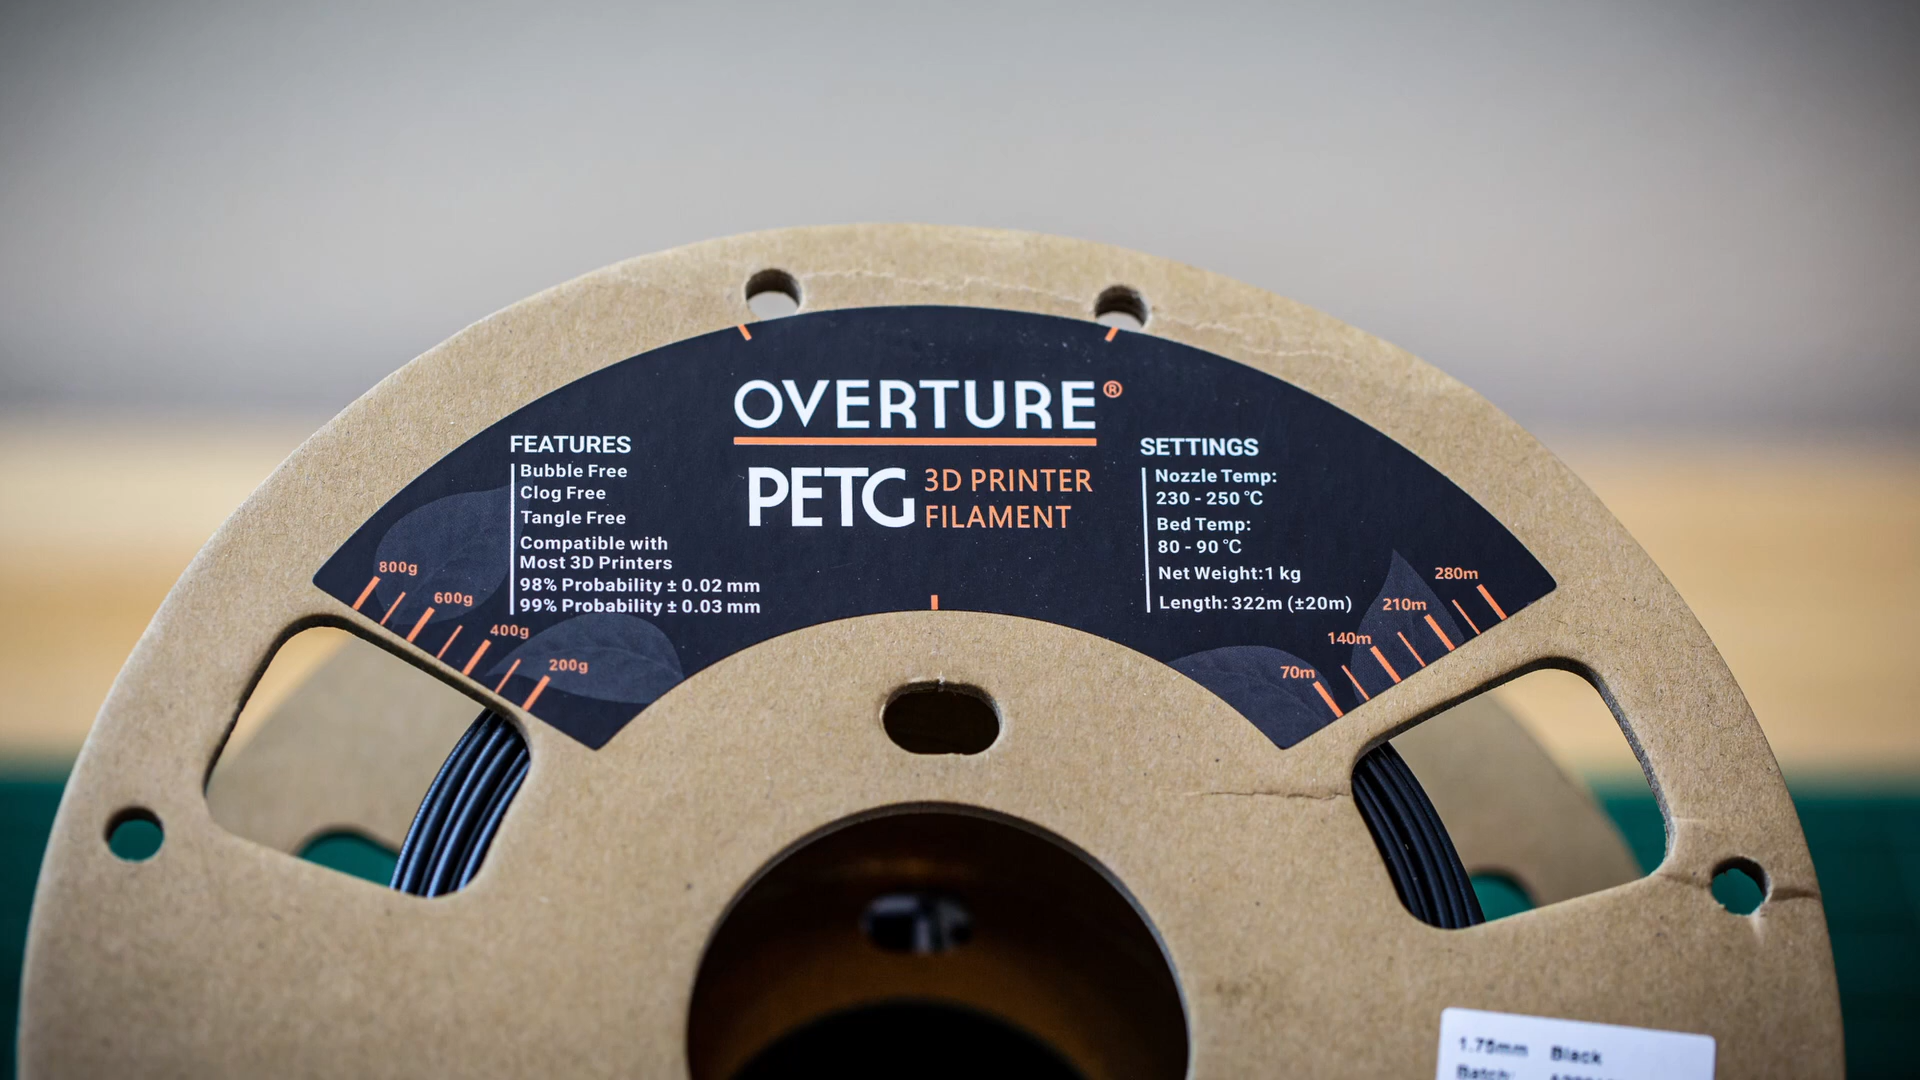 OVERTURE®
PETG 3D PRINTER
FILAMENT
FEATURES
Bubble Free
Clog Free
Tangle Free
Compatible with
Most 3D Printers
98% Probability ± 0.02 mm
99% Probability ± 0.03 mm
800g
600g
400g
200g
SETTINGS
Nozzle Temp:
230 - 250 ℃
Bed Temp:
80 - 90 ℃
Net Weight:1 kg
Length: 322m (±20m)
280m
210m
140m
70m
1.75mm Black
Batch: